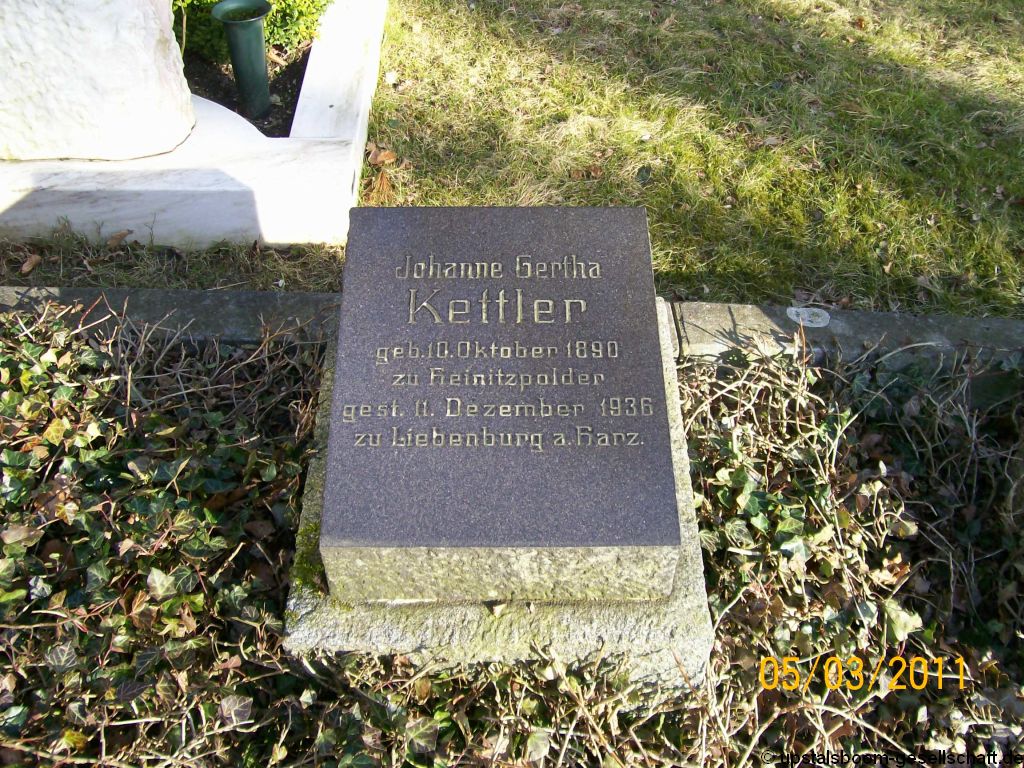 Johanne Gertha
Kettler
geb. 10. Oktober 1890
zu Heinitzpolder
gest. 11. Dezember 1936
zu Liebenburg a. Harz.
05/03/2011
© upstalsboom-gesellschaft.de